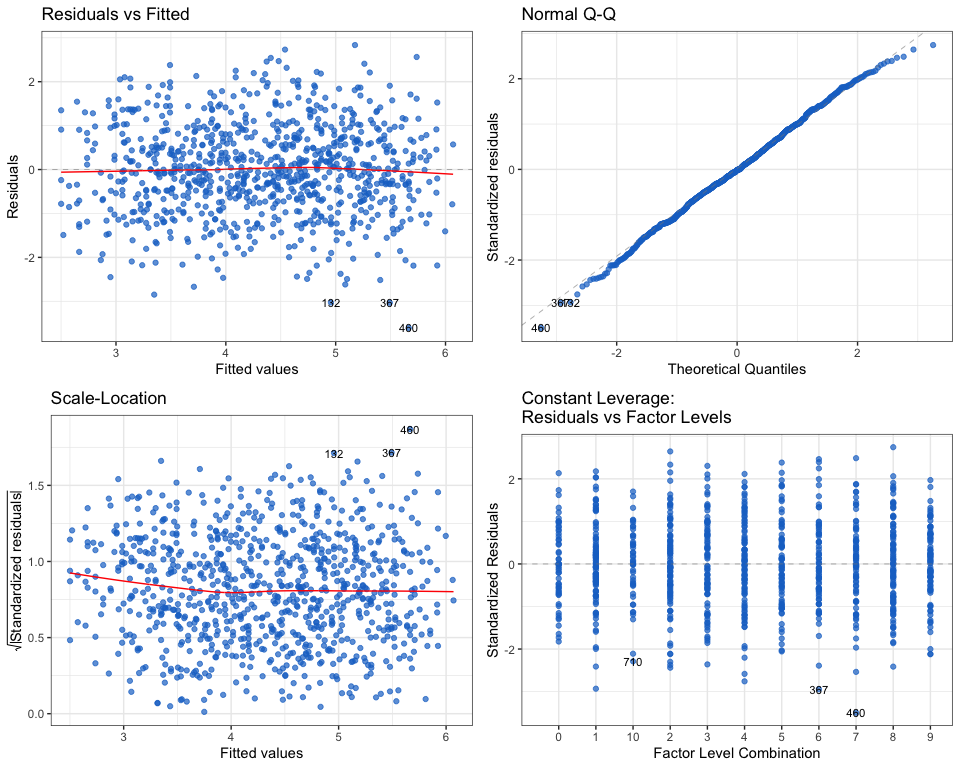 Residuals vs Fitted
Residuals
2
0
-2
132
367
460
3
4
5
6
Fitted values
Normal Q-Q
Standardized residuals
2
0
-2
460
-2
0
2
Theoretical Quantiles
Scale-Location
√|Standardized residuals|
1.5
1.0
0.5
0.0
460
132
367
3
4
5
6
Fitted values
Constant Leverage:
Residuals vs Factor Levels
Standardized Residuals
2
0
-2
710
367
460
0 1 10 2 3 4 5 6 7 8 9
Factor Level Combination